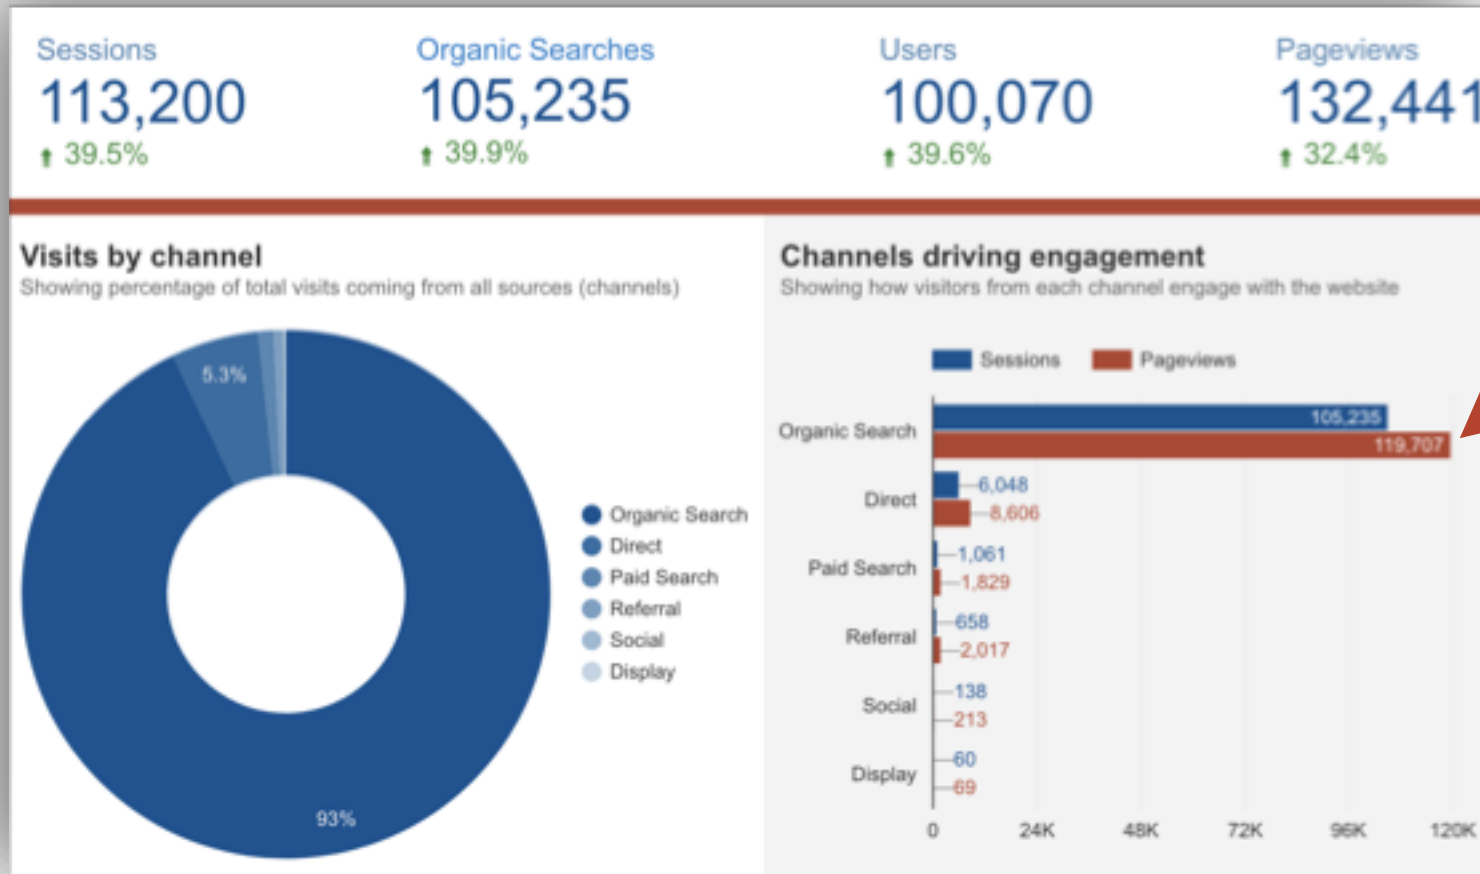 Sessions
113,200
39.5%
Organic Searches
105,235
39.9%
Users
100,070
39.6%
Pageviews
132,441
32.4%
Visits by channel
Showing percentage of total visits coming from all sources (channels)
5.3%
93%
Organic Search
Direct
Paid Search
Referral
Social
Display
Channels driving engagement
Showing how visitors from each channel engage with the website
Sessions Pageviews
Organic Search
105,235
119,707
Direct
6,048
8,606
Paid Search
1,061
1,829
Referral
658
2,017
Social
138
213
Display
60
69
0 24K 48K 72K 96K 120K